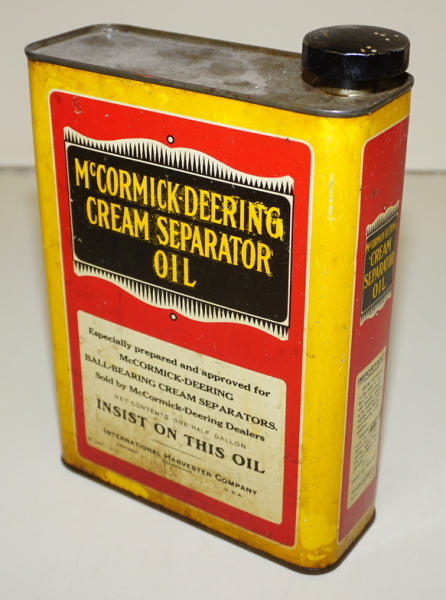 McCORMICK-DEERING
CREAM SEPARATOR
OIL
Especially prepared and approved for
McCORMICK-DEERING
BALL-BEARING CREAM SEPARATORS.
Sold by McCormick-Deering Dealers
NET CONTENTS ONE HALF GALLON
INSIST ON THIS OIL
INTERNATIONAL HARVESTER COMPANY
U.S.A.
McCORMICK-DEERING
CREAM
SEPARATOR
OIL
IMPORTANT